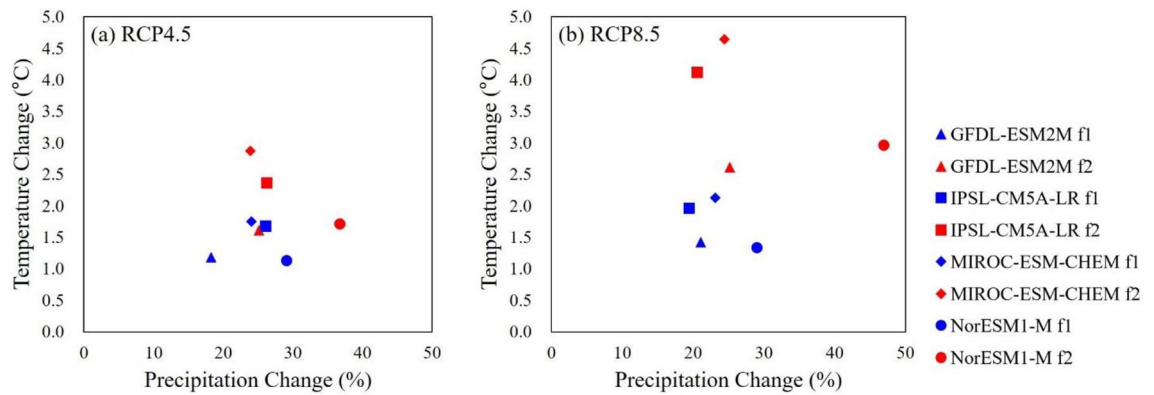 (a) RCP4.5
Temperature Change (°C)
5.0
4.5
4.0
3.5
3.0
2.5
2.0
1.5
1.0
0.5
0.0
0 10 20 30 40 50
Precipitation Change (%)
(b) RCP8.5
Temperature Change (°C)
5.0
4.5
4.0
3.5
3.0
2.5
2.0
1.5
1.0
0.5
0.0
0 10 20 30 40 50
Precipitation Change (%)
GFDL-ESM2M f1
GFDL-ESM2M f2
IPSL-CM5A-LR f1
IPSL-CM5A-LR f2
MIROC-ESM-CHEM f1
MIROC-ESM-CHEM f2
NorESM1-M f1
NorESM1-M f2